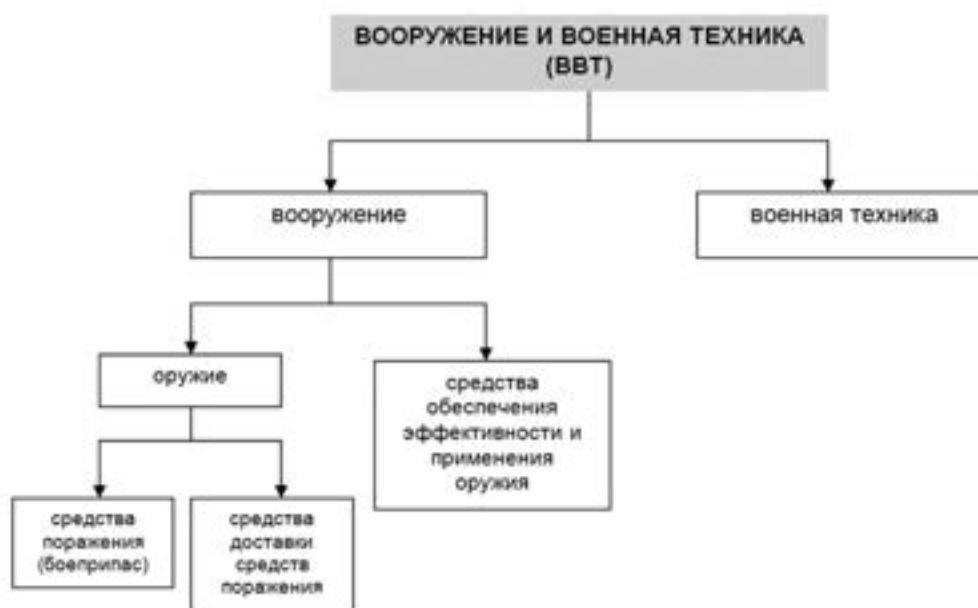 ВООРУЖЕНИЕ И ВОЕННАЯ ТЕХНИКА
(ВВТ)
вооружение
военная техника
оружие
средства
обеспечения
эффективности и
применения
оружия
средства
поражения
(боеприпас)
средства
доставки
средств
поражения